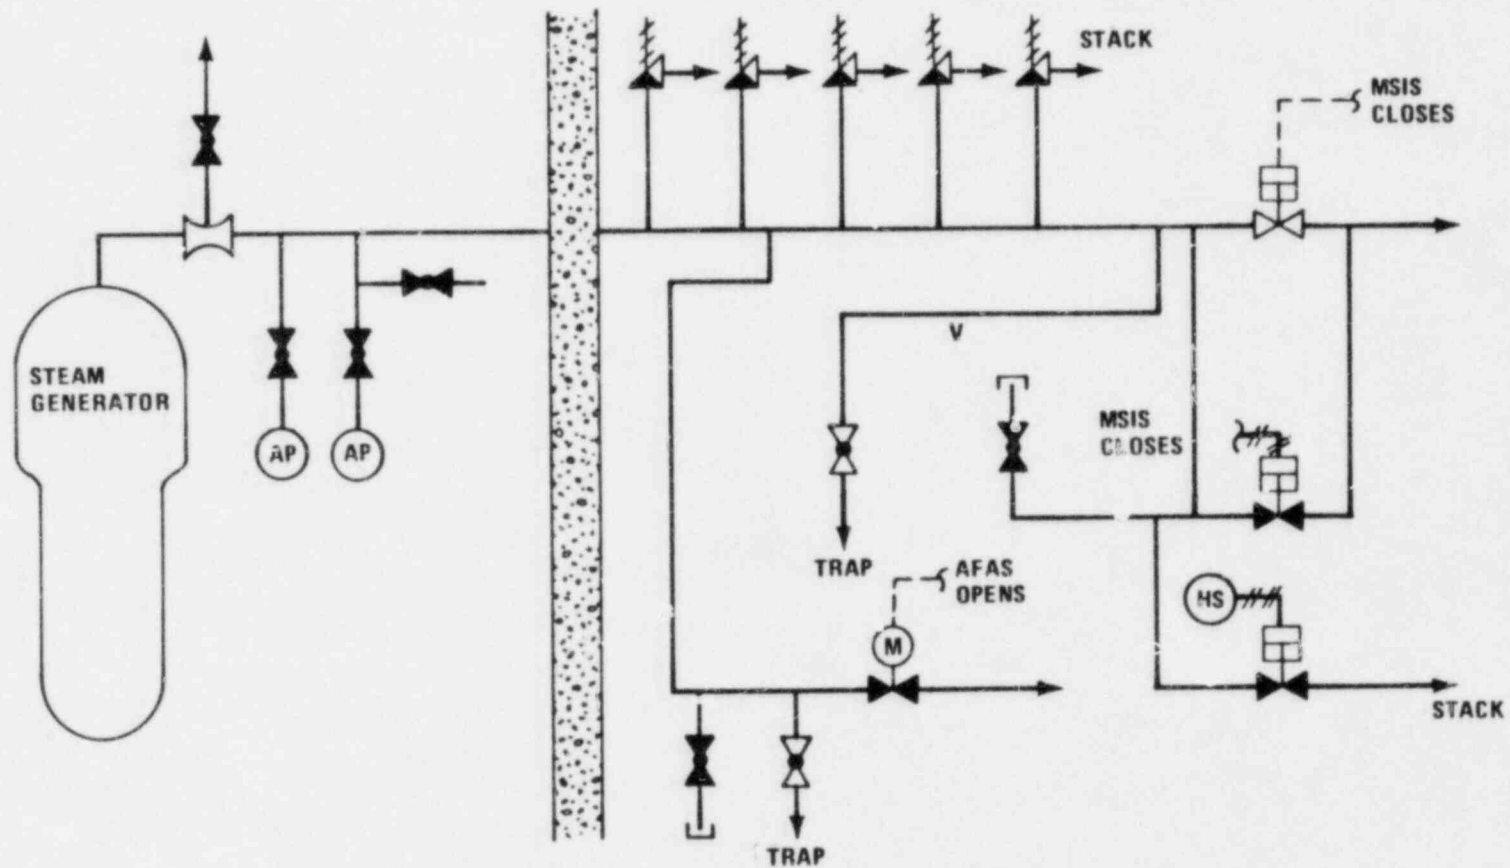 STACK
MSIS
CLOSES
STEAM
GENERATOR
AP
AP
V
MSIS
CLOSES
TRAP
AFAS
OPENS
HS
M
STACK
TRAP